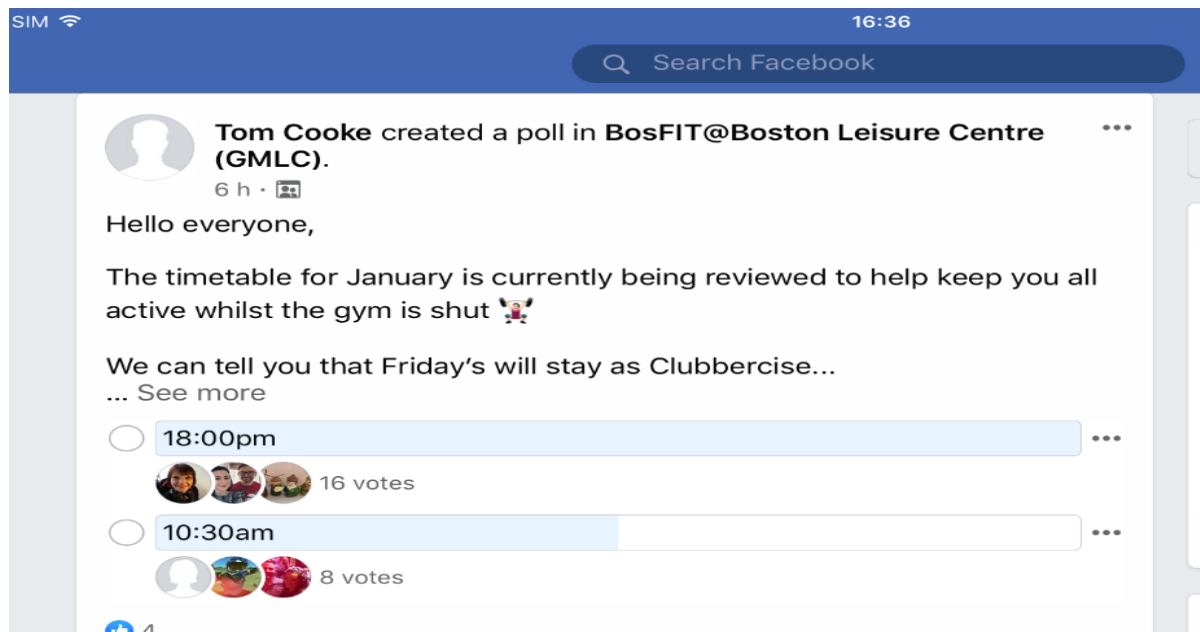 SIM 16:36
Search Facebook
Tom Cooke created a poll in BosFIT@Boston Leisure Centre
(GMLC).
6 h ·
Hello everyone,
The timetable for January is currently being reviewed to help keep you all
active whilst the gym is shut 🏋
We can tell you that Friday's will stay as Clubbercise...
... See more
18:00pm
16 votes
10:30am
8 votes
4